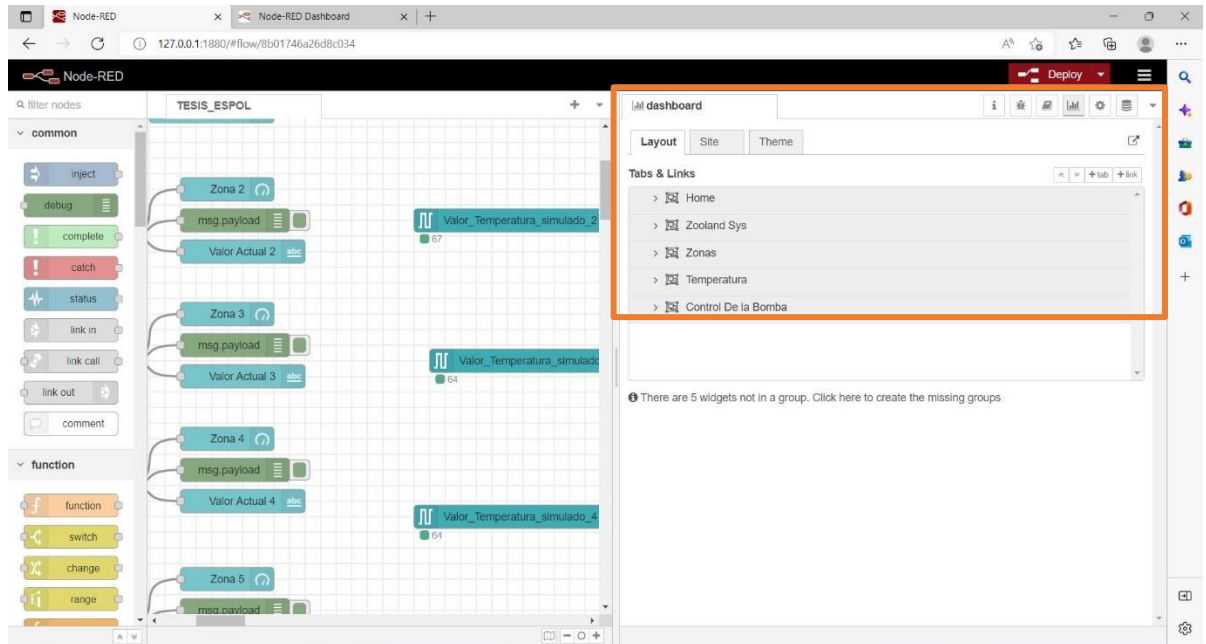 Node-RED
Node-RED Dashboard
127.0.0.1:1880/#flow/8b01746a26d8c034
Node-RED
Deploy
filter nodes
common
inject
debug
complete
catch
status
link in
link call
link out
comment
function
function
switch
change
range
TESIS_ESPOL
Zona 2
msg.payload
Valor Actual 2 abc
Valor_Temperatura_simulado_2
67
Zona 3
msg.payload
Valor Actual 3 abc
Valor_Temperatura_simulado
64
Zona 4
msg.payload
Valor Actual 4 abc
Valor_Temperatura_simulado_4
64
Zona 5
msg.payload
dashboard
Layout Site Theme
Tabs & Links
+tab +link
Home
Zooland Sys
Zonas
Temperatura
Control De la Bomba
There are 5 widgets not in a group. Click here to create the missing groups